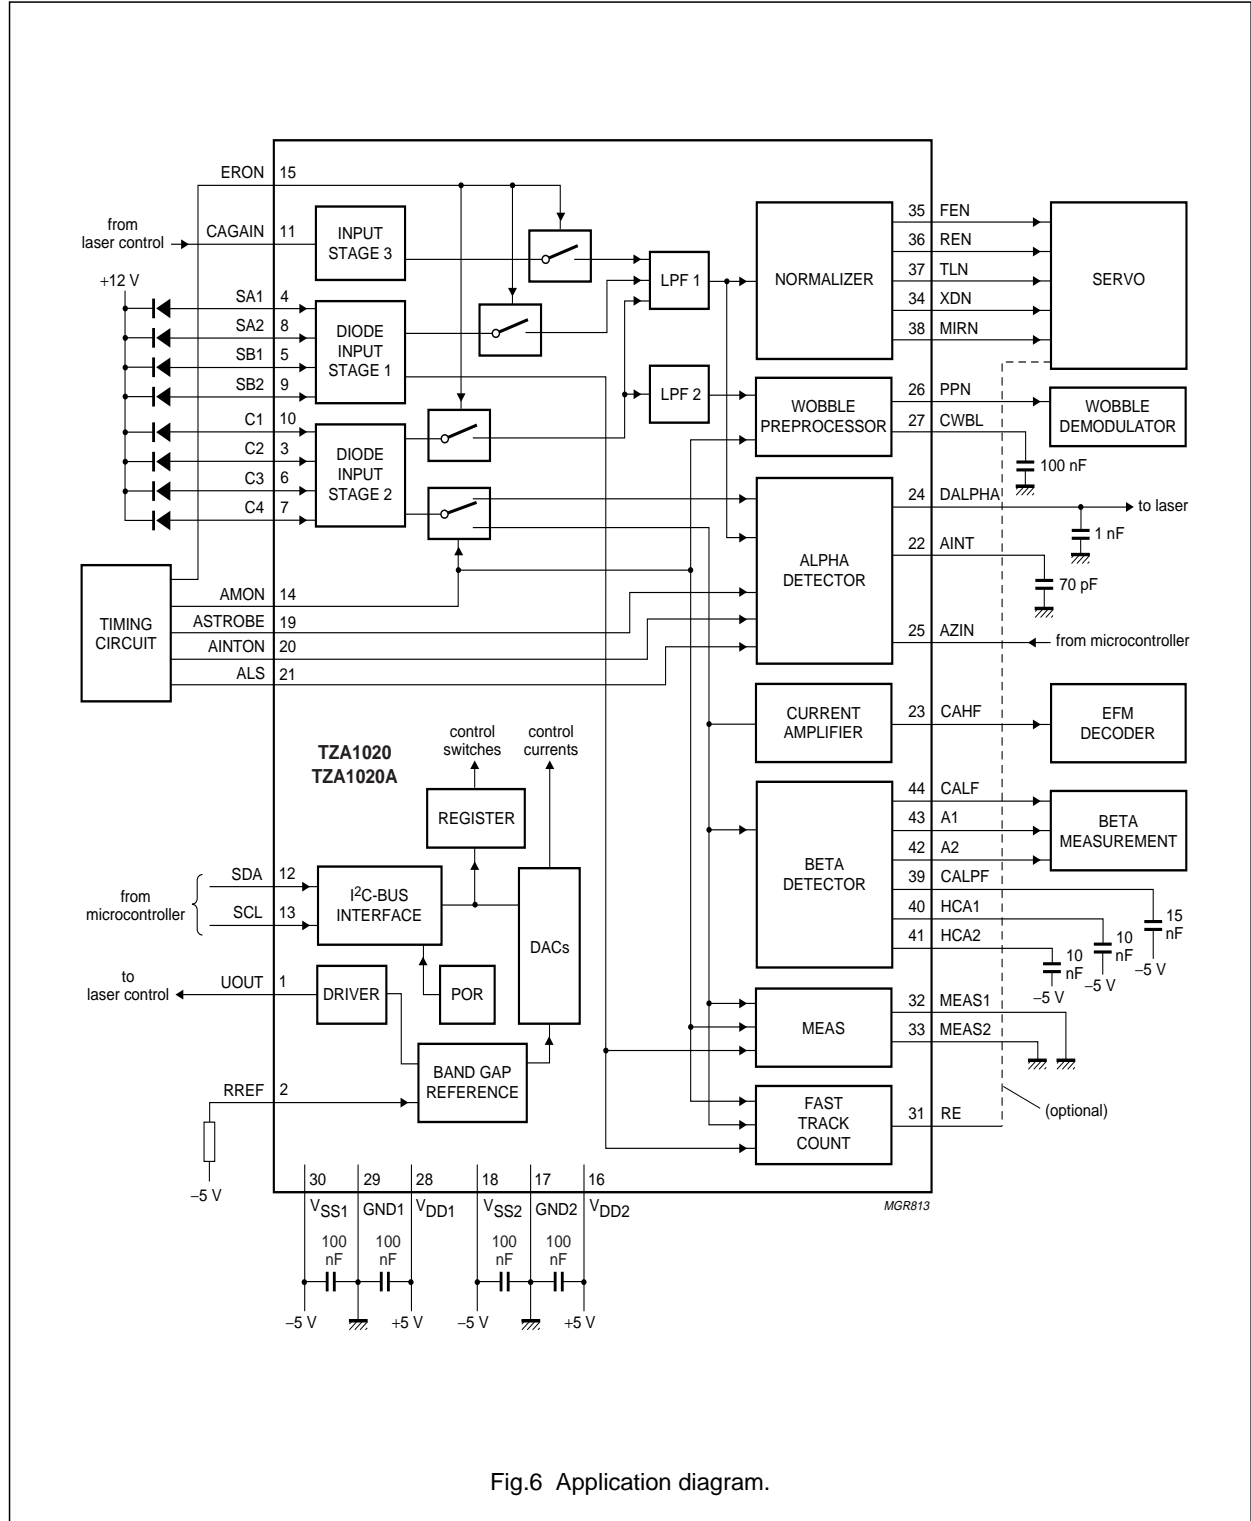 ERON 15
from
laser control
CAGAIN 11
INPUT
STAGE 3
+12 V
SA1 4
SA2 8
SB1 5
SB2 9
DIODE
INPUT
STAGE 1
C1 10
C2 3
C3 6
C4 7
DIODE
INPUT
STAGE 2
LPF 1
LPF 2
NORMALIZER
35 FEN
36 REN
37 TLN
34 XDN
38 MIRN
SERVO
WOBBLE
PREPROCESSOR
26 PPN
27 CWBL
WOBBLE
DEMODULATOR
100 nF
24 DALPHA
to laser
1 nF
22 AINT
70 pF
ALPHA
DETECTOR
25 AZIN
from microcontroller
TIMING
CIRCUIT
AMON 14
ASTROBE 19
AINTON 20
ALS 21
CURRENT
AMPLIFIER
23 CAHF
EFM
DECODER
control
switches
control
currents
TZA1020
TZA1020A
REGISTER
44 CALF
43 A1
42 A2
39 CALPF
40 HCA1
41 HCA2
BETA
DETECTOR
BETA
MEASUREMENT
15
nF
–5 V
10
nF
–5 V
10
nF
–5 V
from
microcontroller
SDA 12
SCL 13
I2C-BUS
INTERFACE
DACs
to
laser control
UOUT 1
DRIVER
POR
BAND GAP
REFERENCE
RREF 2
–5 V
MEAS
32 MEAS1
33 MEAS2
FAST
TRACK
COUNT
31 RE
(optional)
30 29 28 18 17 16
VSS1 GND1 VDD1 VSS2 GND2 VDD2
MGR813
100
nF
100
nF
100
nF
100
nF
–5 V +5 V –5 V +5 V
Fig.6 Application diagram.